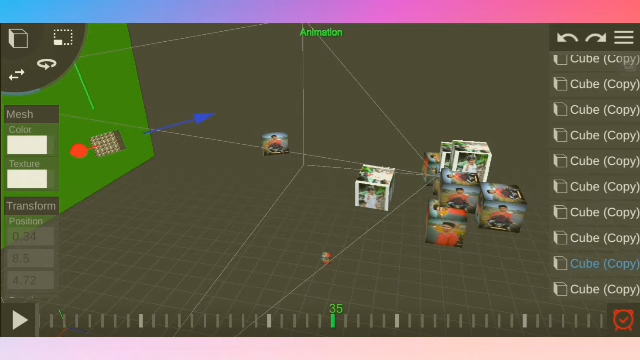 Animation
Mesh
Color
Texture
Transform
Position
0.34
8.5
4.72
Cube (Copy)
Cube (Copy)
Cube (Copy)
Cube (Copy)
Cube (Copy)
Cube (Copy)
Cube (Copy)
Cube (Copy)
Cube (Copy)
Cube (Copy)
35